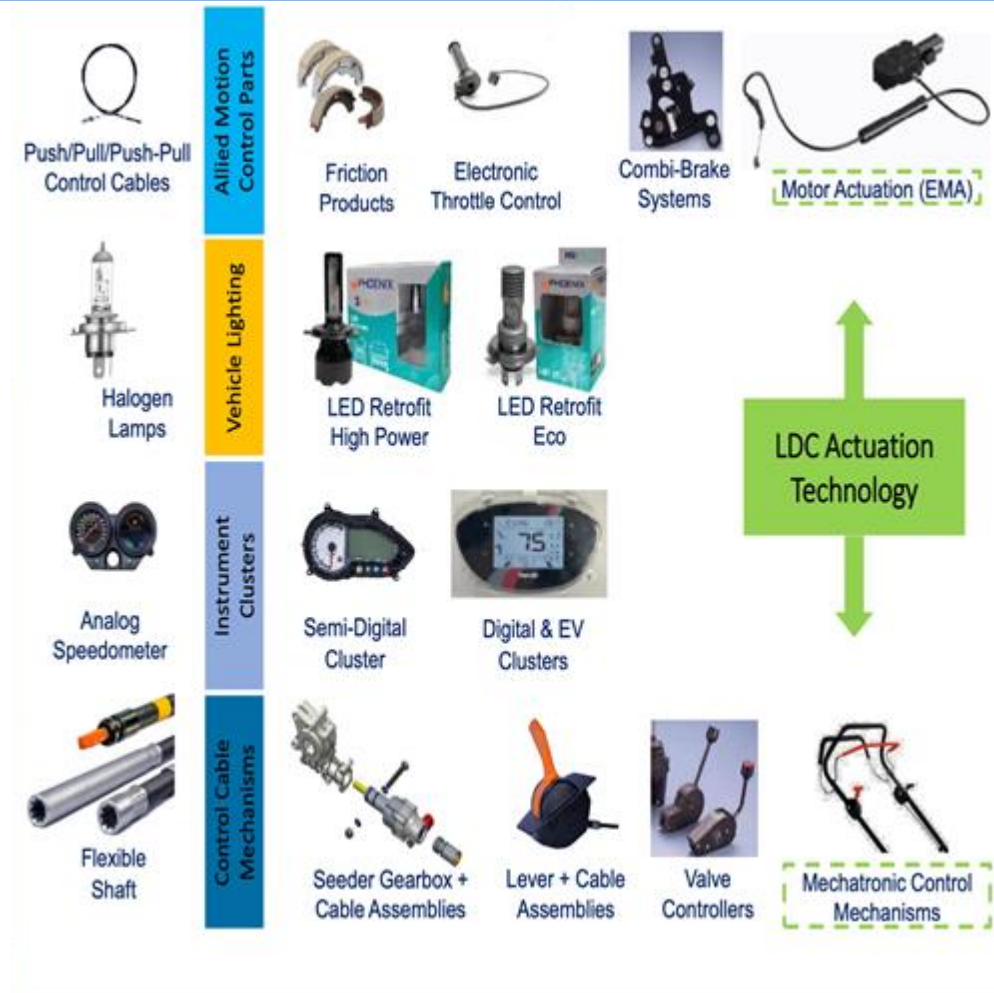 Push/Pull/Push-Pull
Control Cables
Allied Motion
Control Parts
Friction
Products
Electronic
Throttle Control
Combi-Brake
Systems
Motor Actuation (EMA)
Halogen
Lamps
Vehicle Lighting
PHOENIX
LED Retrofit
High Power
PHOENIX
LED Retrofit
Eco
LDC Actuation
Technology
Analog
Speedometer
Instrument
Clusters
Semi-Digital
Cluster
75
Digital & EV
Clusters
Flexible
Shaft
Control Cable
Mechanisms
Seeder Gearbox +
Cable Assemblies
Lever + Cable
Assemblies
Valve
Controllers
Mechatronic Control
Mechanisms